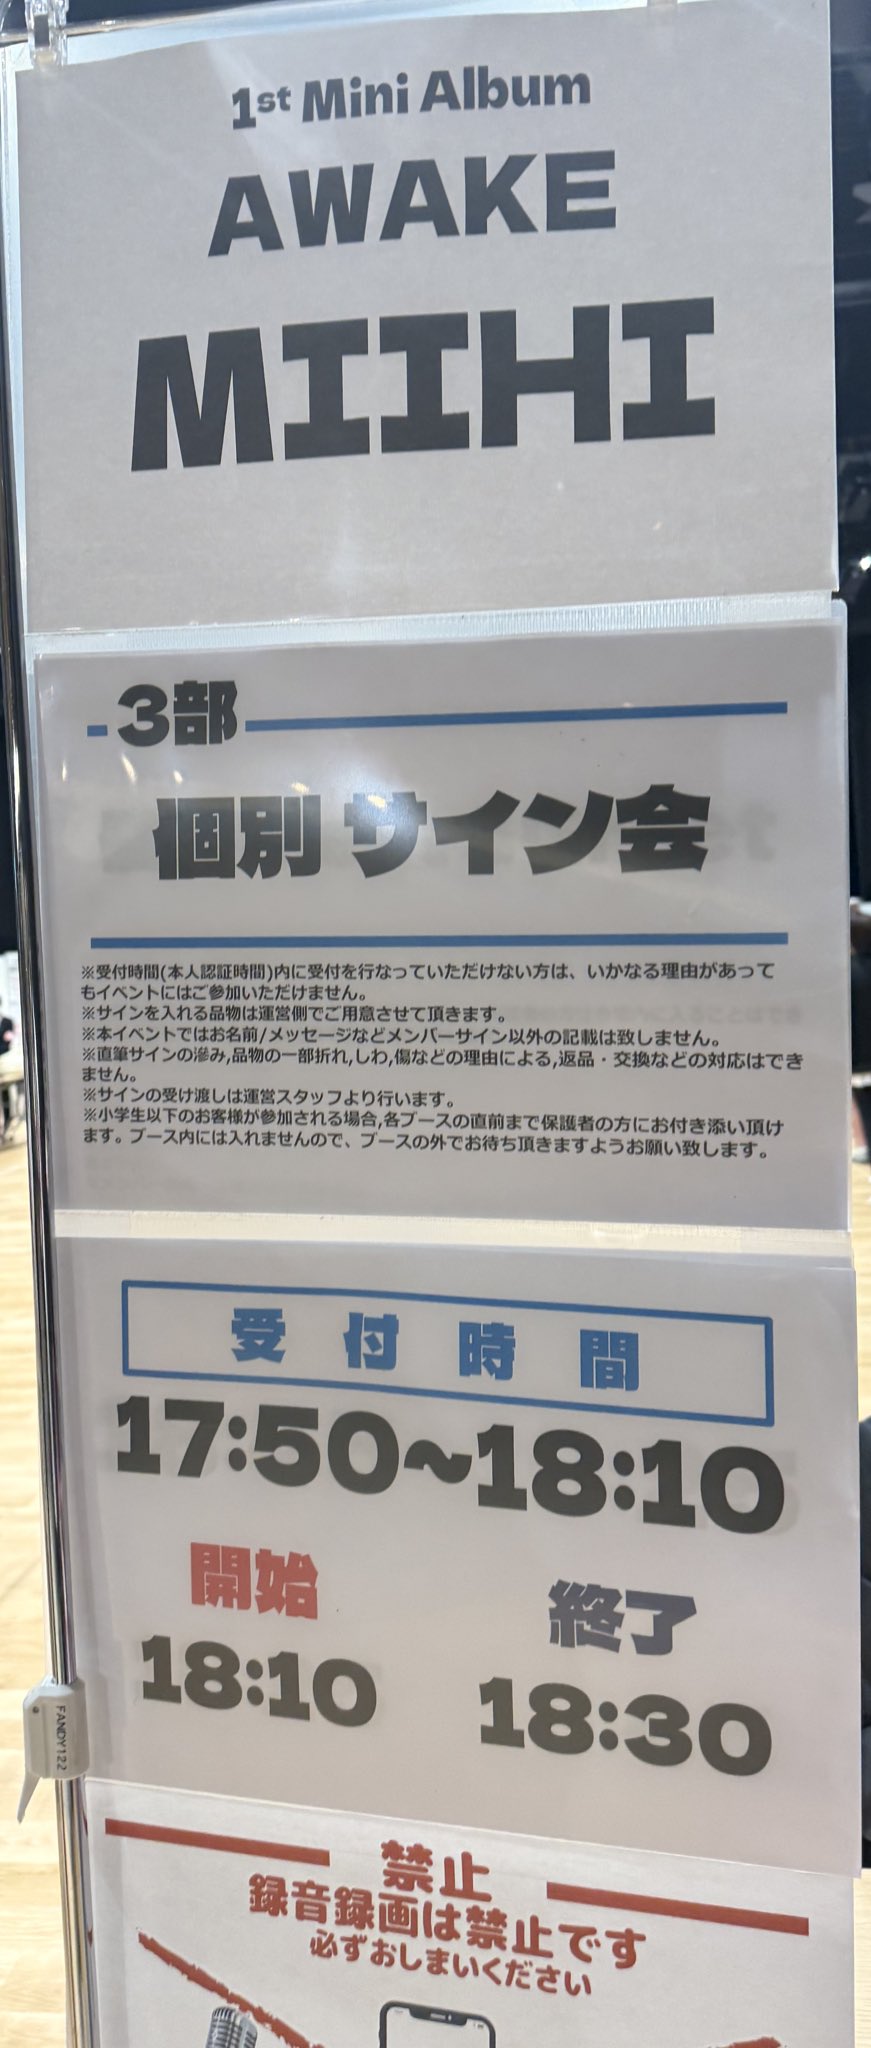 1st Mini Album
AWAKE
MIIHI
3部
個別 サイン会
※受付時間(本人認証時間)内に受付を行なっていただけない方は、いかなる理由があって
もイベントにはご参加いただけません。
※サインを入れる品物は運営側でご用意させて頂きます。
※本イベントではお名前/メッセージなどメンバーサイン以外の記載は致しません。
※直筆サインの滲み,品物の一部折れ,しわ,傷などの理由による,返品・交換などの対応はでき
ません。
※サインの受け渡しは運営スタッフより行います。
※小学生以下のお客様が参加される場合,各ブースの直前まで保護者の方にお付き添い頂け
ます。ブース内には入れませんので、ブースの外でお待ち頂きますようお願い致します。
受付時間
17:50~18:10
開始 終了
18:10 18:30
FANDY122
禁止
録音録画は禁止です
必ずおしまいください